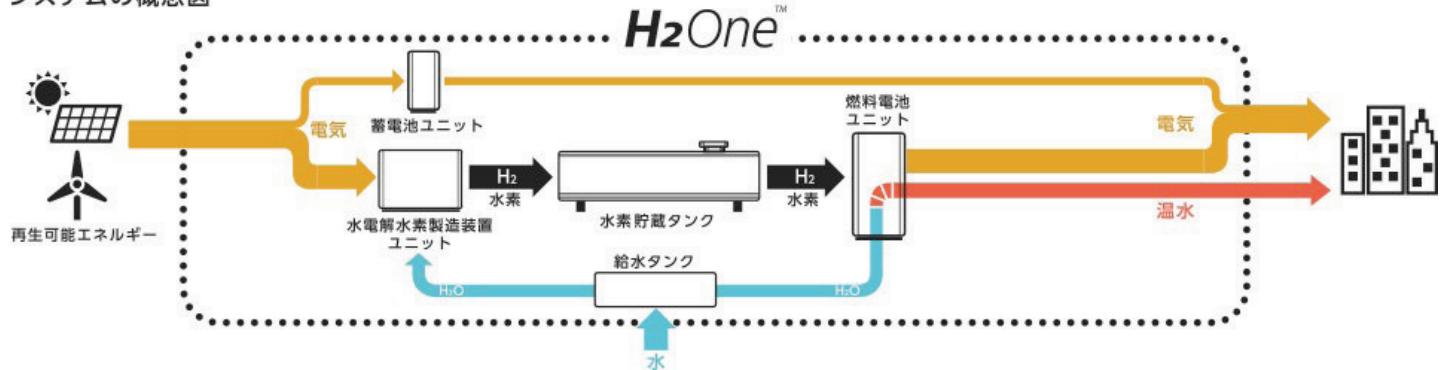 システムの概念図
H2One™
電気
蓄電池ユニット
燃料電池
ユニット
電気
H2
水素
H2
水素
水電解水素製造装置
ユニット
水素貯蔵タンク
温水
再生可能エネルギー
給水タンク
H2O
H2O
水